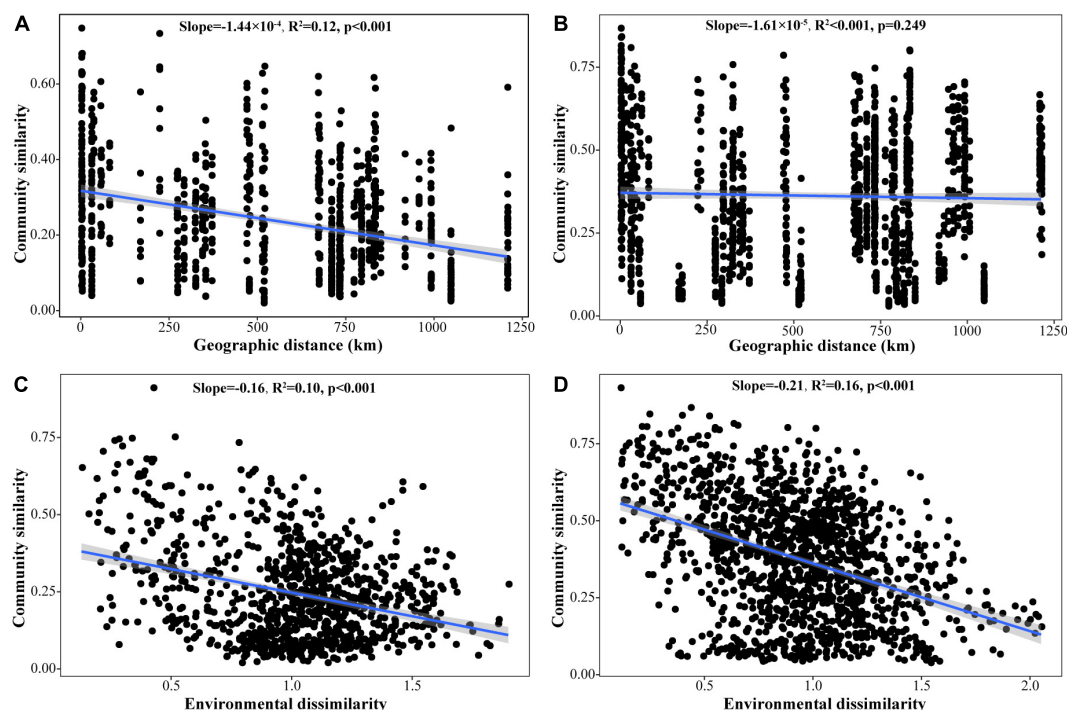 A
Slope=-1.44×10⁻⁴, R²=0.12, p<0.001
Community similarity
0.60
0.40
0.20
0.00
0 250 500 750 1000 1250
Geographic distance (km)
B
Slope=-1.61×10⁻⁵, R²<0.001, p=0.249
Community similarity
0.75
0.50
0.25
0.00
0 250 500 750 1000 1250
Geographic distance (km)
C
Slope=-0.16, R²=0.10, p<0.001
Community similarity
0.75
0.50
0.25
0.00
0.5 1.0 1.5
Environmental dissimilarity
D
Slope=-0.21, R²=0.16, p<0.001
Community similarity
0.75
0.50
0.25
0.00
0.5 1.0 1.5 2.0
Environmental dissimilarity